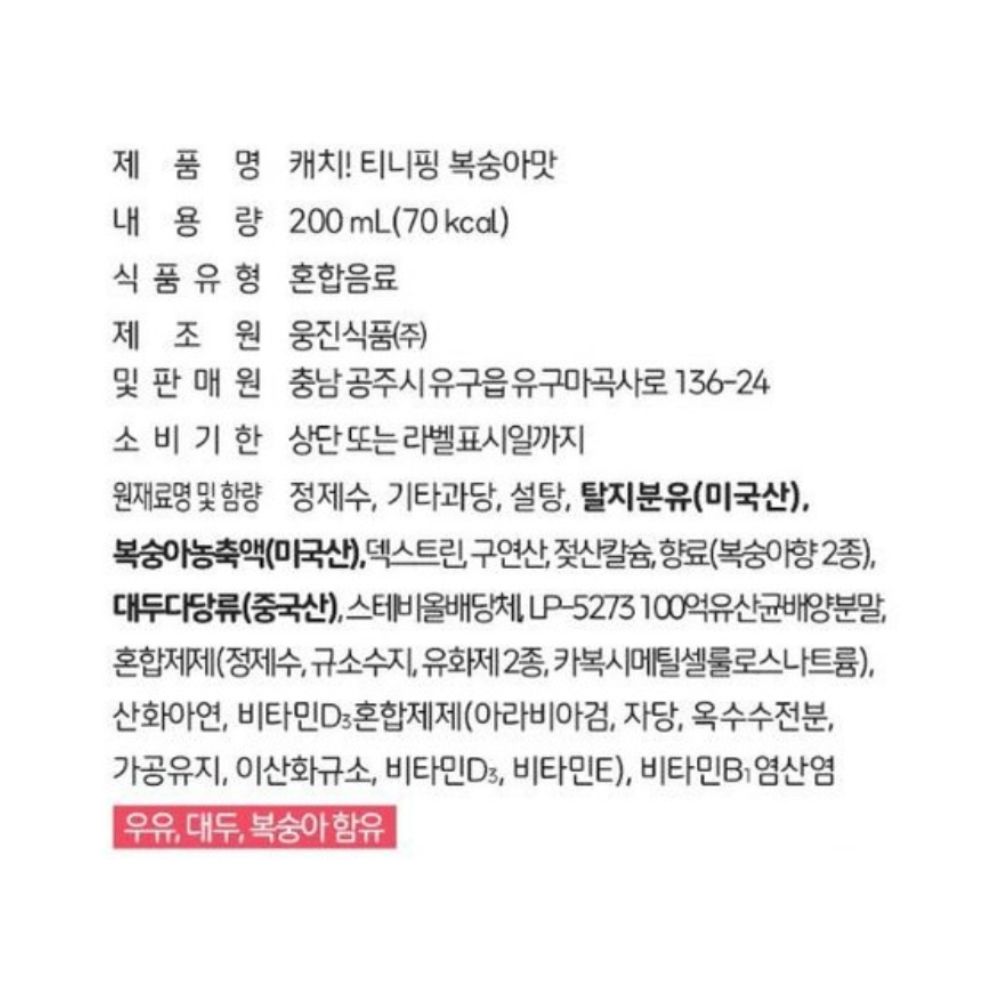 제 품 명 캐치! 티니핑 복숭아맛
내 용 량 200 mL(70 kcal)
식 품 유 형 혼합음료
제 조 원 웅진식품㈜
및 판 매 원 충남 공주시 유구읍 유구마곡사로 136-24
소 비 기 한 상단 또는 라벨표시일까지
원재료명 및 함량 정제수, 기타과당, 설탕, 탈지분유(미국산),
복숭아농축액(미국산),덱스트린, 구연산, 젖산칼슘, 향료(복숭아향 2종),
대두다당류(중국산), 스테비올배당체, LP-5273 100억유산균배양분말,
혼합제제(정제수, 규소수지, 유화제 2종, 카복시메틸셀룰로스나트륨),
산화아연, 비타민D₃혼합제제(아라비아검, 자당, 옥수수전분,
가공유지, 이산화규소, 비타민D₃, 비타민E), 비타민B₁염산염
우유, 대두, 복숭아 함유